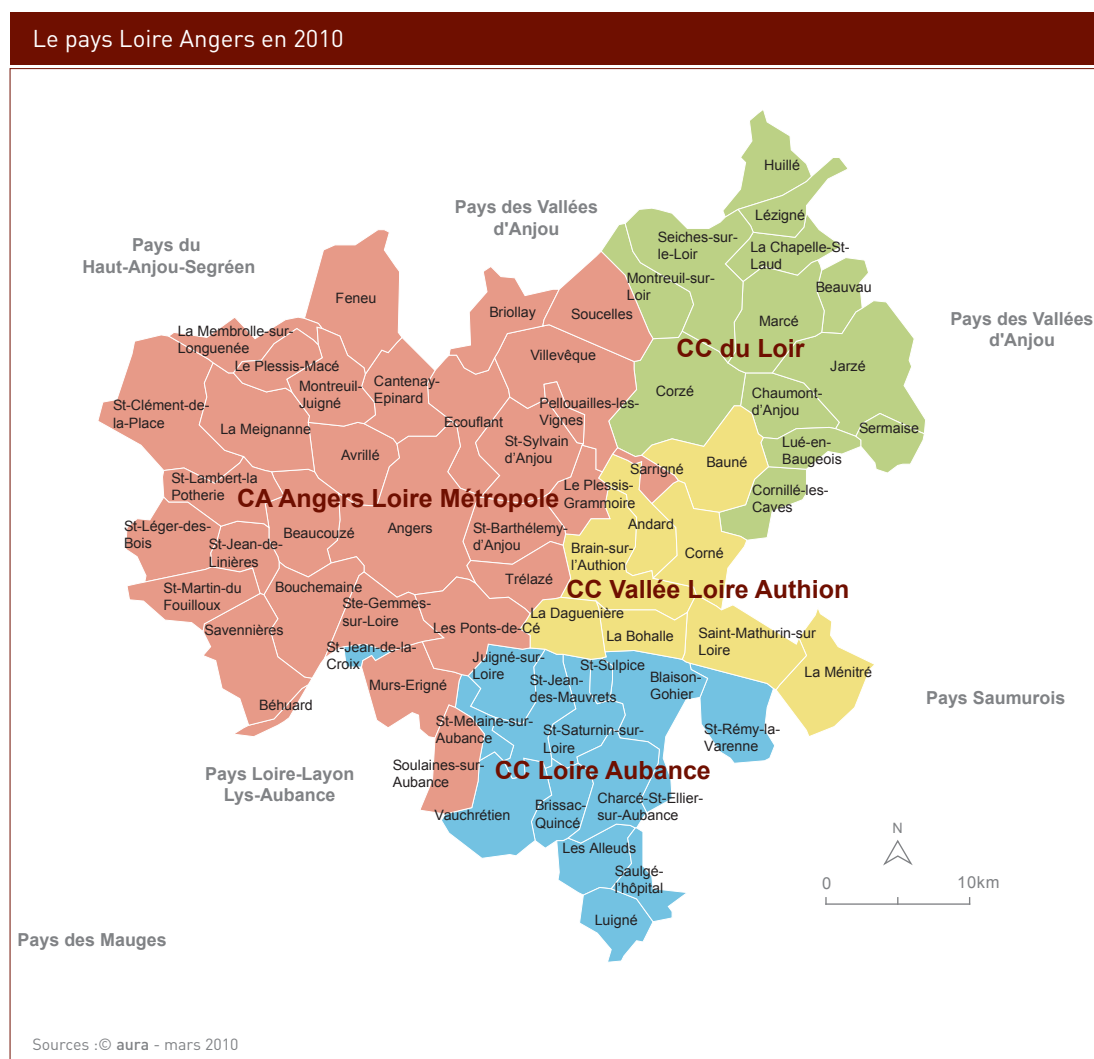 Le pays Loire Angers en 2010
Huillé
Lézigné
Pays des Vallées
d'Anjou
Seiches-sur-
le-Loir
La Chapelle-St-
Laud
Pays du
Haut-Anjou-Segréen
Montreuil-sur-
Loir
Beauvau
Feneu
Briollay
Soucelles
Marcé
Pays des Vallées
d'Anjou
La Membrolle-sur-
Longuenée
Villevêque
CC du Loir
Le Plessis-Macé
Jarzé
Montreuil-
Juigné
Cantenay-
Epinard
Corzé
Chaumont-
d'Anjou
St-Clément-de-
la-Place
Pellouailles-les-
Vignes
La Meignanne
Ecouflant
Sermaise
St-Sylvain
d'Anjou
Lué-en-
Baugeois
Avrillé
Bauné
Sarrigné
St-Lambert-la
Potherie
Le Plessis-
Grammoire
Cornillé-les-
Caves
CA Angers Loire Métropole
St-Léger-des-
Bois
Beaucouzé
Angers
St-Barthélemy-
d'Anjou
Andard
St-Jean-de-
Linières
Brain-sur-
l'Authion
Corné
Trélazé
St-Martin-du
Fouilloux
Bouchemaine
CC Vallée Loire Authion
Ste-Gemmes-
sur-Loire
La Daguenière
Savennières
Les Ponts-de-Cé
La Bohalle
Saint-Mathurin-sur
Loire
St-Jean-de-la-
Croix
Juigné-sur-
Loire
St-Sulpice
La Ménitré
Murs-Erigné
St-Jean-
des-Mauvrets
Blaison-
Gohier
Pays Saumurois
Béhuard
St-Melaine-sur-
Aubance
St-Saturnin-sur-
Loire
St-Rémy-la-
Varenne
Pays Loire-Layon
Lys-Aubance
Soulaines-sur-
Aubance
CC Loire Aubance
Vauchrétien
Brissac-
Quincé
Charcé-St-Ellier-
sur-Aubance
N
Les Alleuds
Saulgé-
l'hôpital
0 10km
Luigné
Pays des Mauges
Sources :© aura - mars 2010